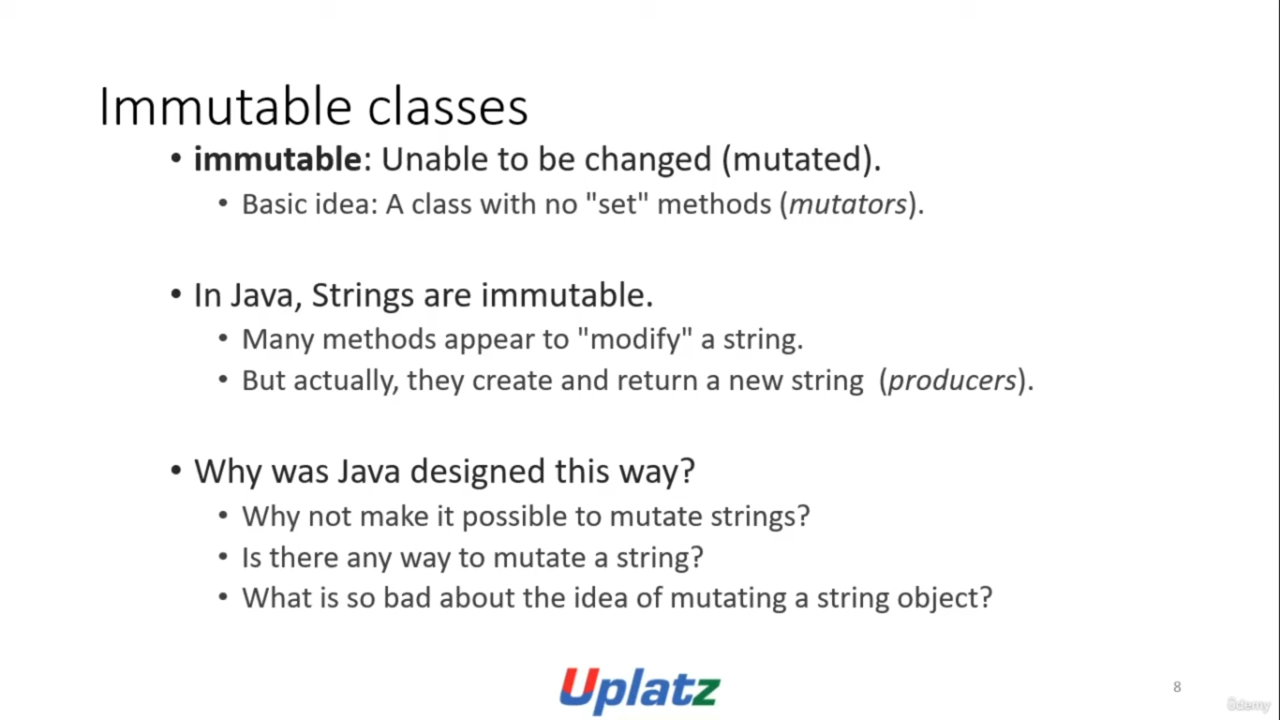 Immutable classes
• immutable: Unable to be changed (mutated).
• Basic idea: A class with no "set" methods (mutators).
• In Java, Strings are immutable.
• Many methods appear to "modify" a string.
• But actually, they create and return a new string (producers).
• Why was Java designed this way?
• Why not make it possible to mutate strings?
• Is there any way to mutate a string?
• What is so bad about the idea of mutating a string object?
Uplatz
8
ûdemy